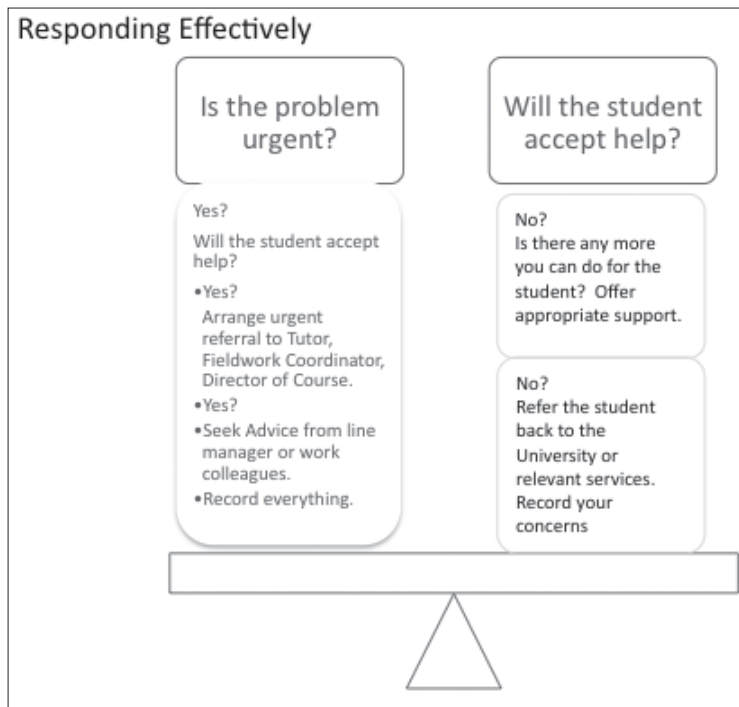 Responding Effectively
Is the problem
urgent?
Yes?
Will the student accept
help?
•Yes?
Arrange urgent
referral to Tutor,
Fieldwork Coordinator,
Director of Course.
•Yes?
•Seek Advice from line
manager or work
colleagues.
•Record everything.
Will the student
accept help?
No?
Is there any more
you can do for the
student? Offer
appropriate support.
No?
Refer the student
back to the
University or
relevant services.
Record your
concerns